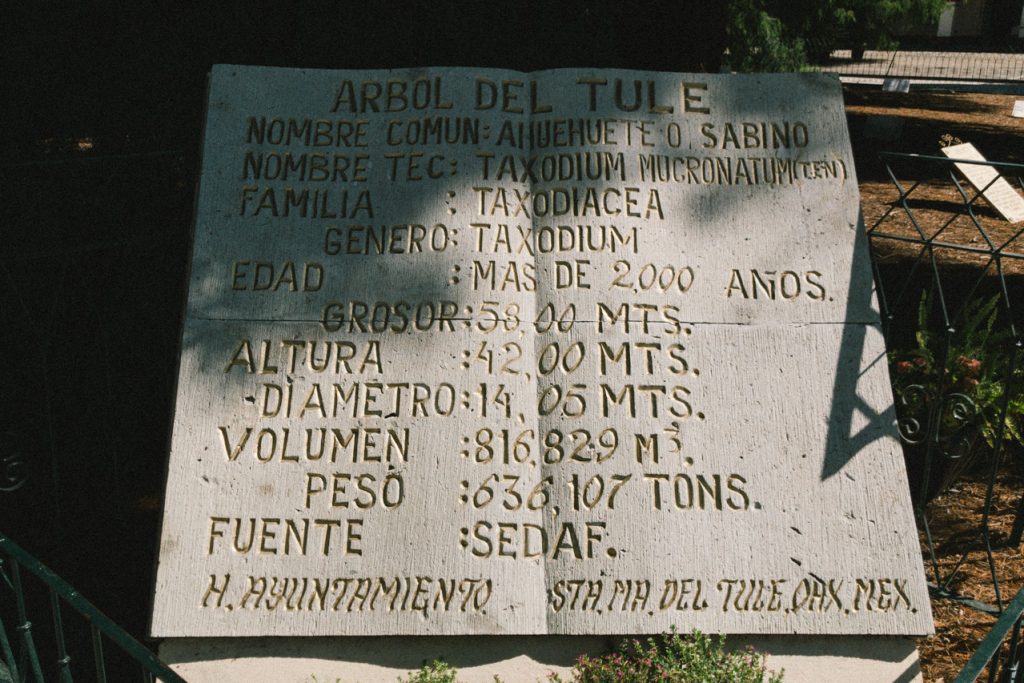 ARBOL DEL TULE
NOMBRE COMUN: AHUEHUETE O SABINO
NOMBRE TEC: TAXODIUM MUCRONATUM (TEN)
FAMILIA : TAXODIACEA
GENERO: TAXODIUM
EDAD : MAS DE 2,000 AÑOS.
GROSOR: 58,00 MTS.
ALTURA : 42,00 MTS.
DIAMETRO: 14,05 MTS.
VOLUMEN : 816,829 M³.
PESO : 636,107 TONS.
FUENTE : SEDAF.
H. AYUNTAMIENTO STA. MA. DEL TULE, OAX. MEX.